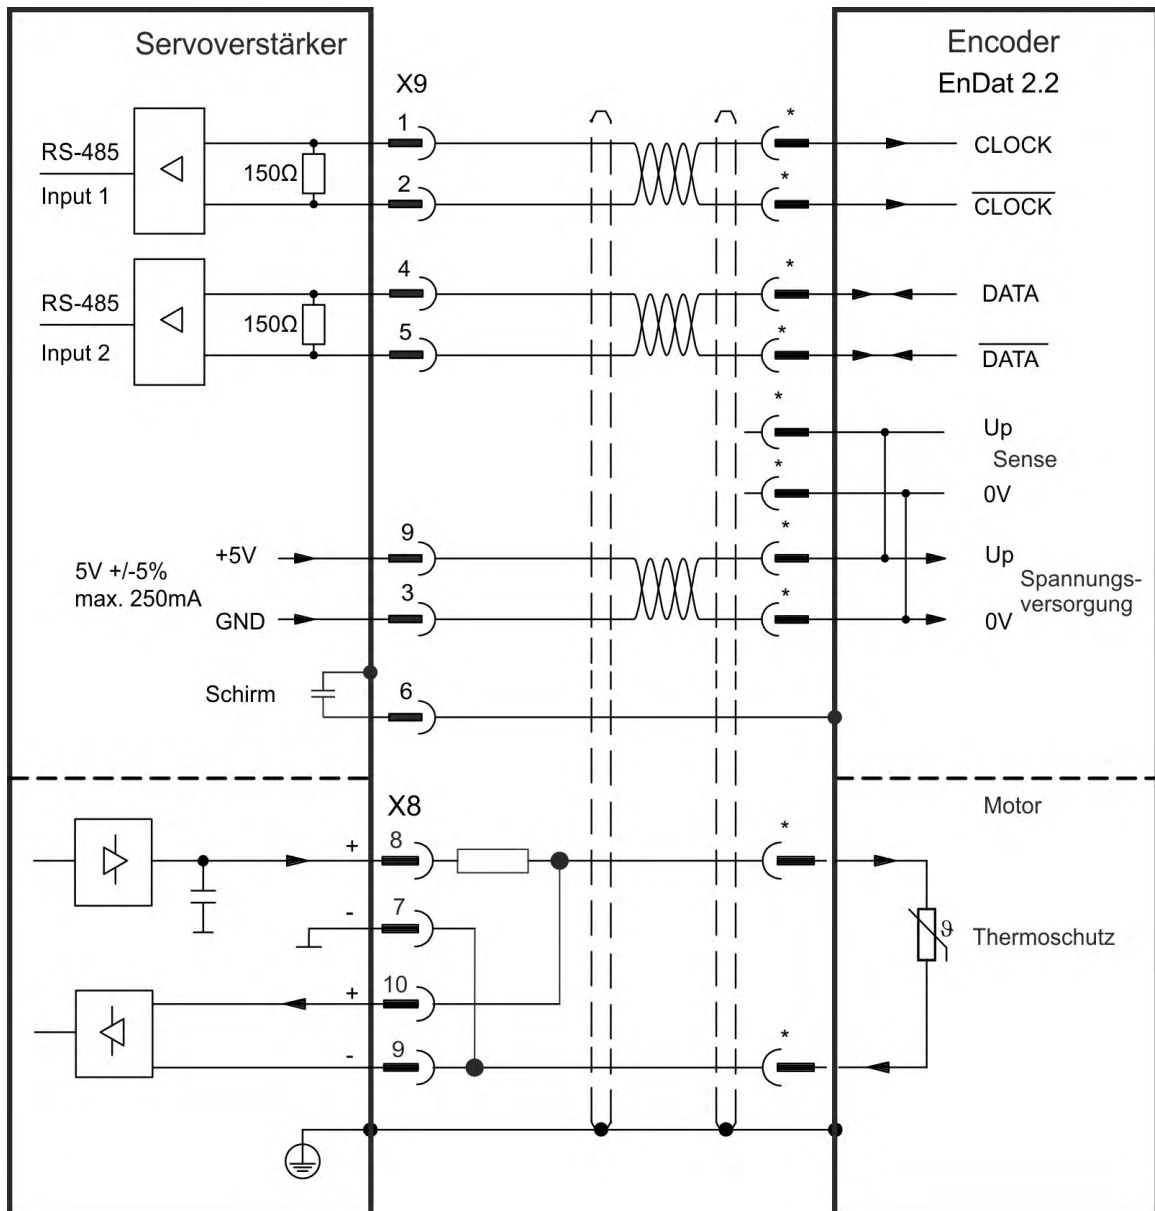 Servoverstärker
Encoder
EnDat 2.2
X9
1
*
RS-485
150Ω
CLOCK
Input 1
2
*
CLOCK
4
*
RS-485
150Ω
DATA
Input 2
5
*
DATA
*
Up
Sense
*
0V
9
*
+5V
Up
5V +/-5%
max. 250mA
Spannungs-
versorgung
3
*
GND
0V
Schirm
6
X8
Motor
+
8
*
-
7
ϑ
Thermoschutz
+
10
-
9
*